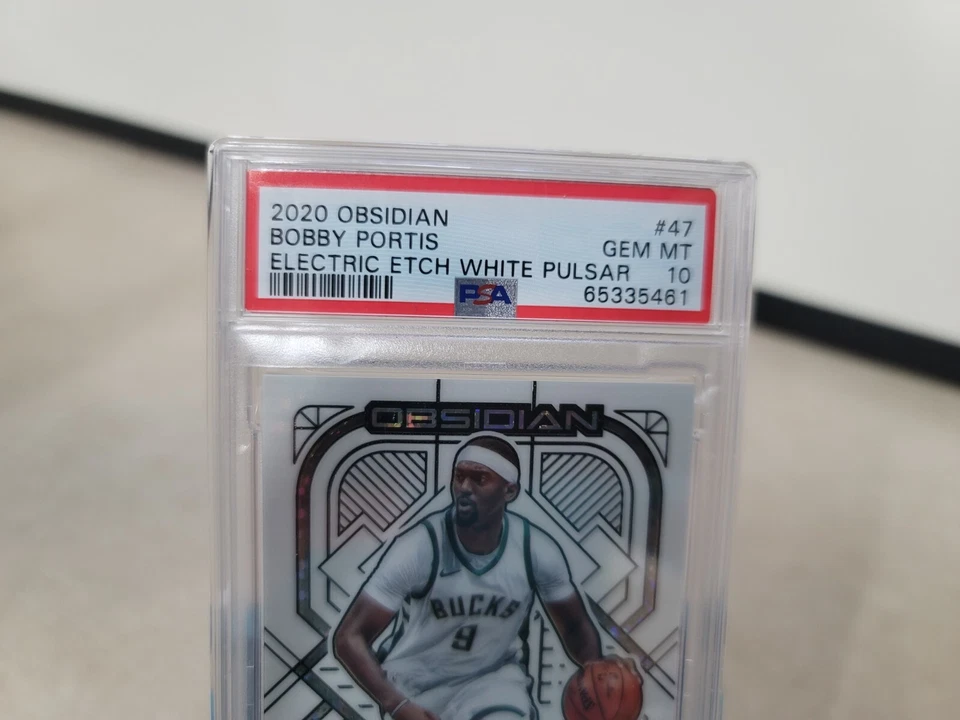 2020 OBSIDIAN #47
BOBBY PORTIS GEM MT
ELECTRIC ETCH WHITE PULSAR 10
PSA 65335461
OBSIDIAN
BUCKS
9